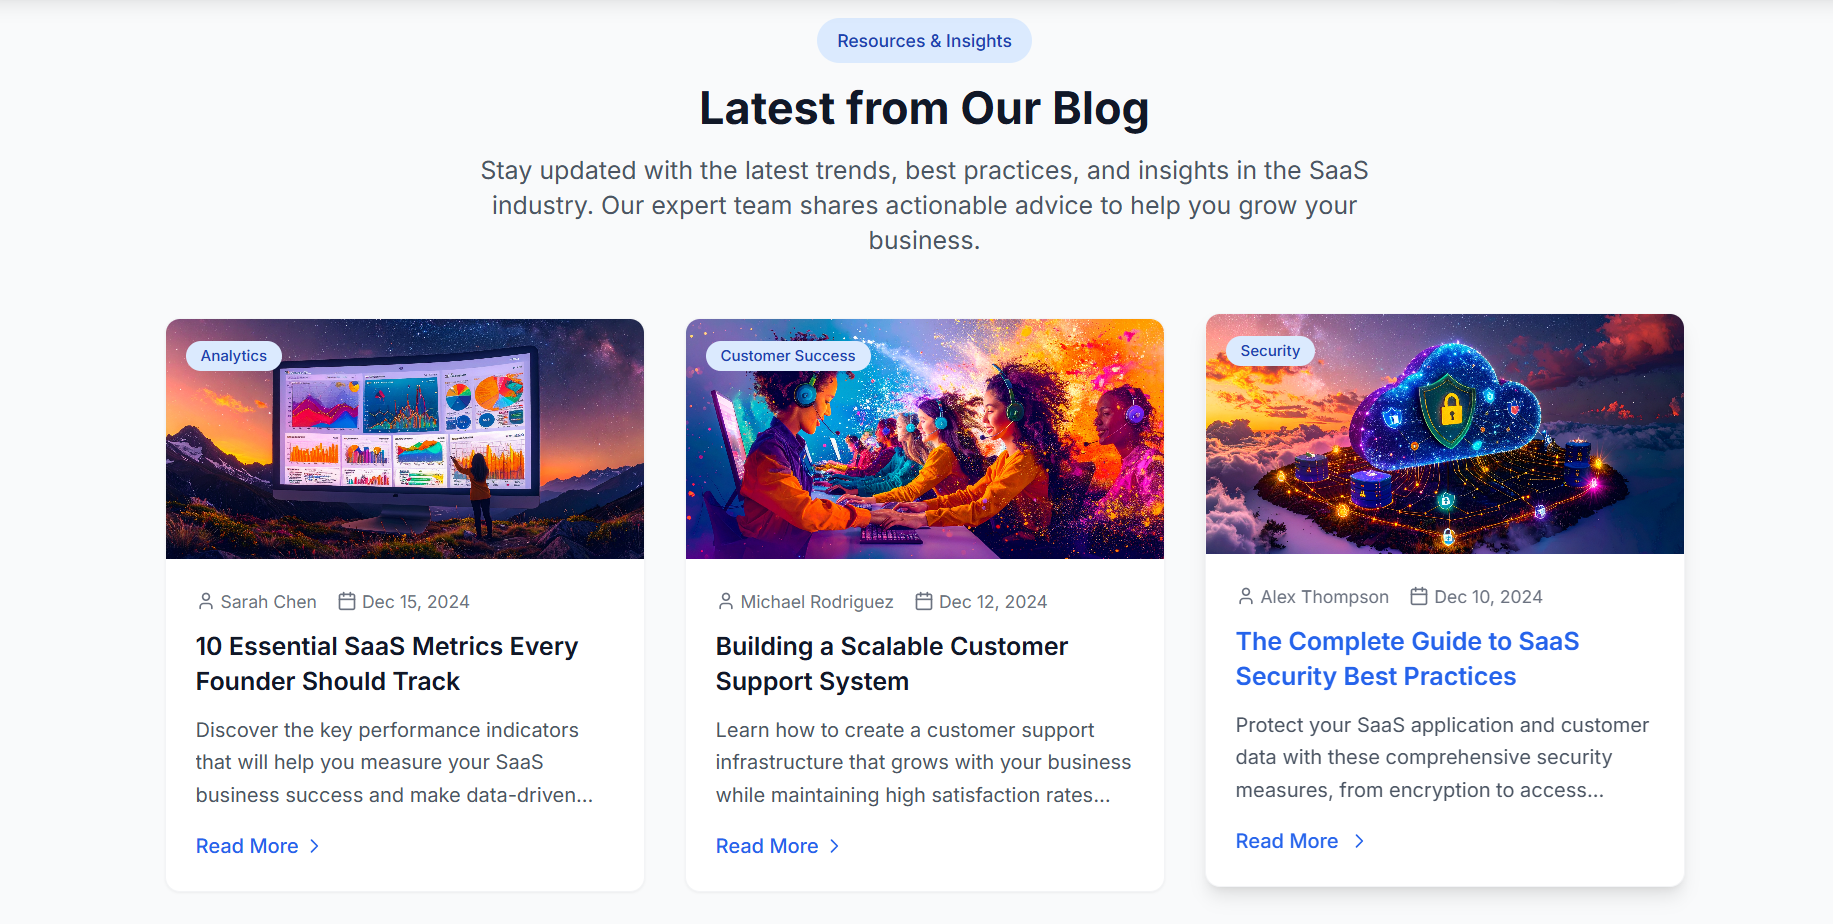 Resources & Insights
Latest from Our Blog
Stay updated with the latest trends, best practices, and insights in the SaaS
industry. Our expert team shares actionable advice to help you grow your
business.
Analytics
Sarah Chen Dec 15, 2024
10 Essential SaaS Metrics Every
Founder Should Track
Discover the key performance indicators
that will help you measure your SaaS
business success and make data-driven...
Read More
Customer Success
Michael Rodriguez Dec 12, 2024
Building a Scalable Customer
Support System
Learn how to create a customer support
infrastructure that grows with your business
while maintaining high satisfaction rates...
Read More
Security
Alex Thompson Dec 10, 2024
The Complete Guide to SaaS
Security Best Practices
Protect your SaaS application and customer
data with these comprehensive security
measures, from encryption to access...
Read More